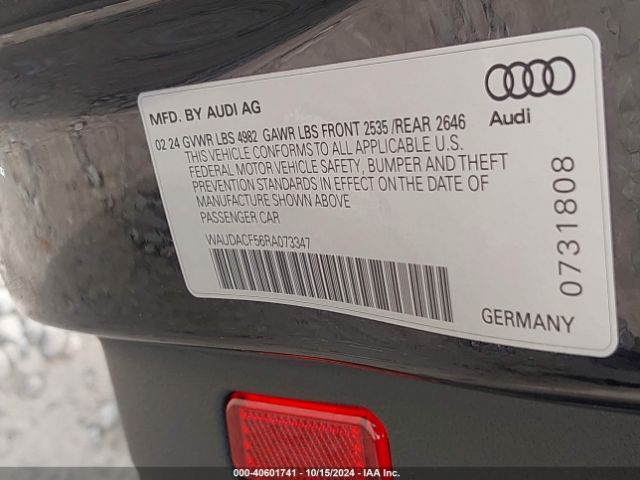 MFD. BY AUDI AG
02 24 GVWR LBS 4982 GAWR LBS FRONT 2535 /REAR 2646
THIS VEHICLE CONFORMS TO ALL APPLICABLE U.S.
FEDERAL MOTOR VEHICLE SAFETY, BUMPER AND THEFT
PREVENTION STANDARDS IN EFFECT ON THE DATE OF
MANUFACTURE SHOWN ABOVE
PASSENGER CAR
WAUDACF56RA073347
Audi
0731808
GERMANY
000-40601741 - 10/15/2024 - IAA Inc.